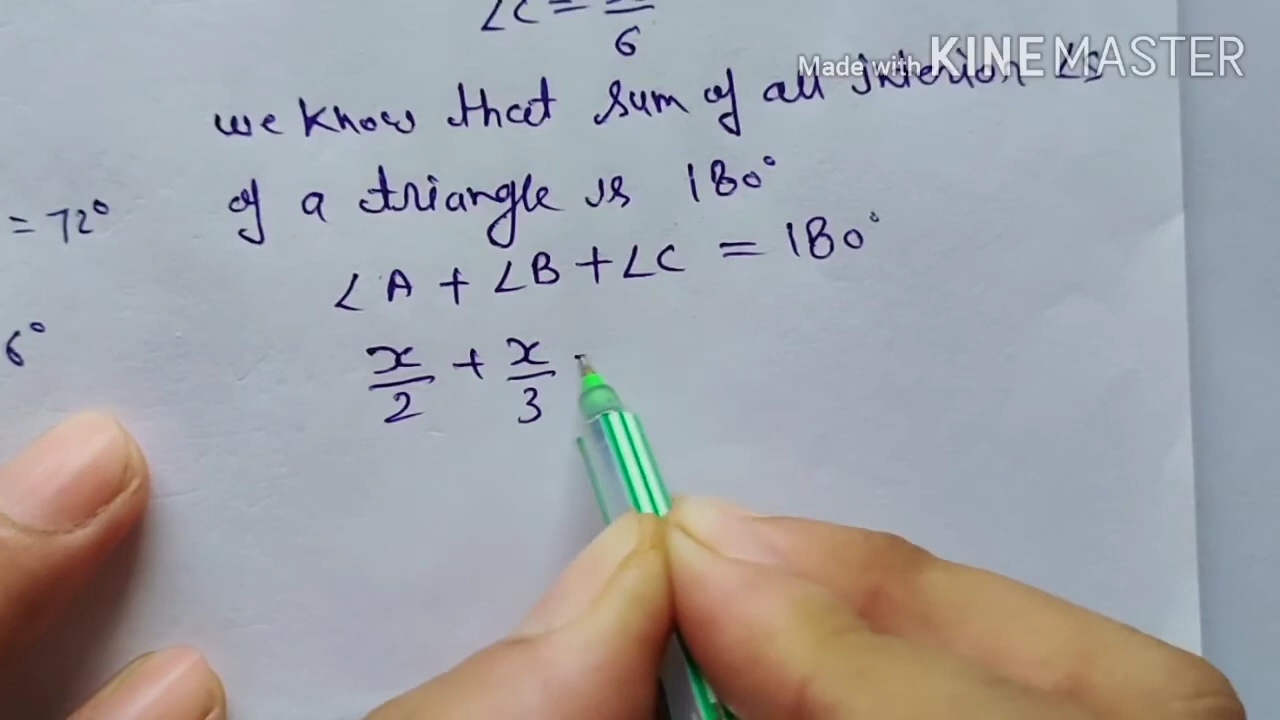 ∠C = x/6
Made with KINEMASTER
we know that sum of all interior ∠s
of a triangle is 180°
= 72°
∠A + ∠B + ∠C = 180°
6°
x/2 + x/3